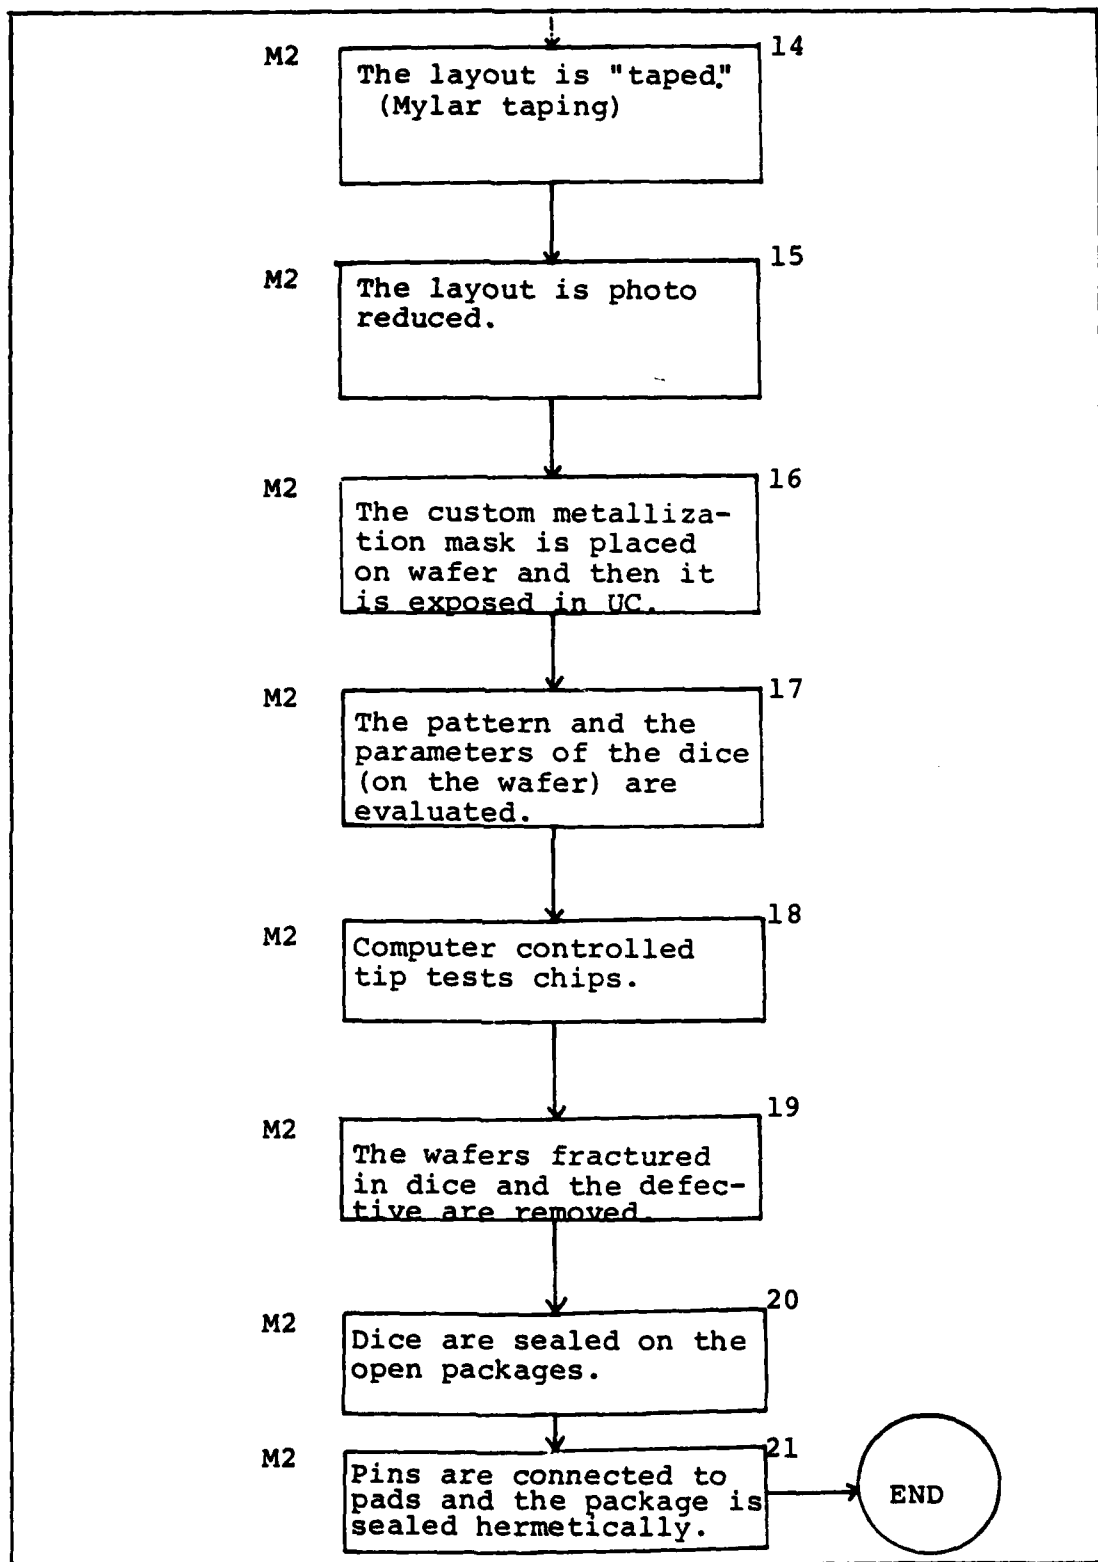 M2
14
The layout is "taped."
(Mylar taping)
M2
15
The layout is photo
reduced.
M2
16
The custom metalliza-
tion mask is placed
on wafer and then it
is exposed in UC.
M2
17
The pattern and the
parameters of the dice
(on the wafer) are
evaluated.
M2
18
Computer controlled
tip tests chips.
M2
19
The wafers fractured
in dice and the defec-
tive are removed.
M2
20
Dice are sealed on the
open packages.
M2
21
Pins are connected to
pads and the package is
sealed hermetically.
END